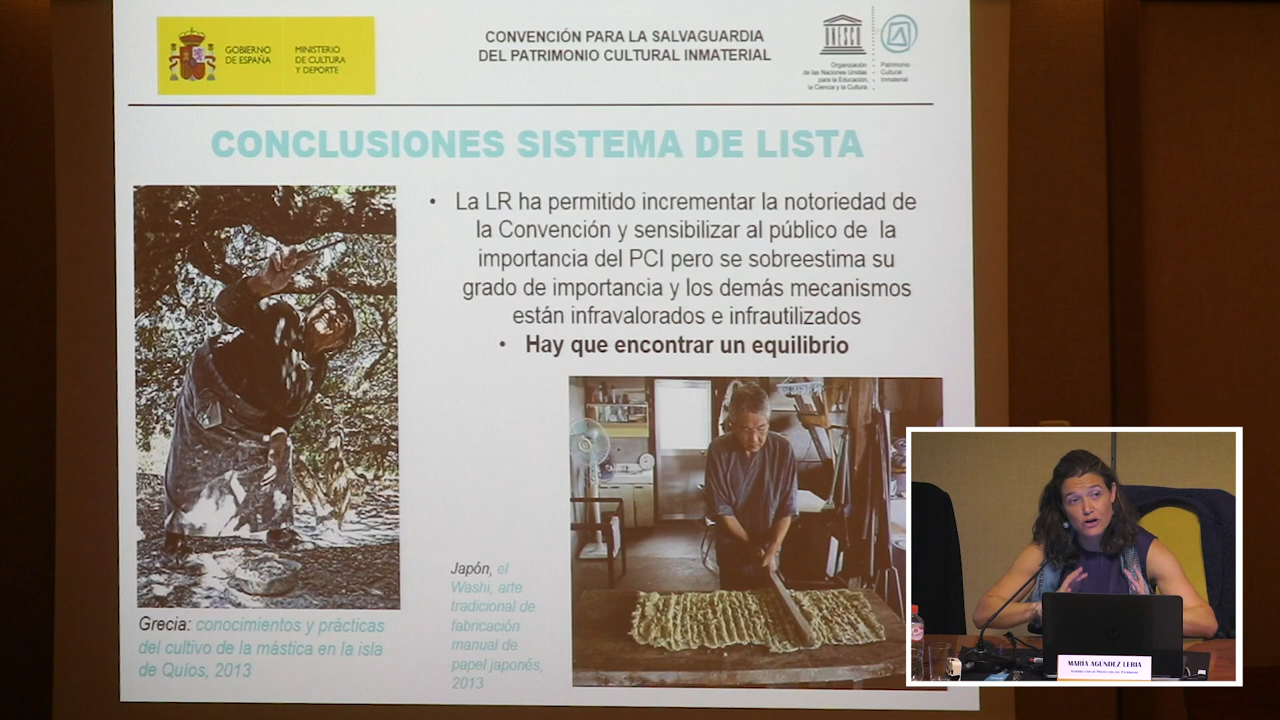 GOBIERNO
DE ESPAÑA
MINISTERIO
DE CULTURA
Y DEPORTE
CONVENCIÓN PARA LA SALVAGUARDIA
DEL PATRIMONIO CULTURAL INMATERIAL
UNESCO
Organización
de las Naciones Unidas
para la Educación,
la Ciencia y la Cultura
Patrimonio
Cultural
Inmaterial
CONCLUSIONES SISTEMA DE LISTA
• La LR ha permitido incrementar la notoriedad de
la Convención y sensibilizar al público de la
importancia del PCI pero se sobreestima su
grado de importancia y los demás mecanismos
están infravalorados e infrautilizados
• Hay que encontrar un equilibrio
Grecia: conocimientos y prácticas
del cultivo de la mástica en la isla
de Quíos, 2013
Japón, el
Washi, arte
tradicional de
fabricación
manual de
papel japonés,
2013
MARÍA AGÚNDEZ LERIA